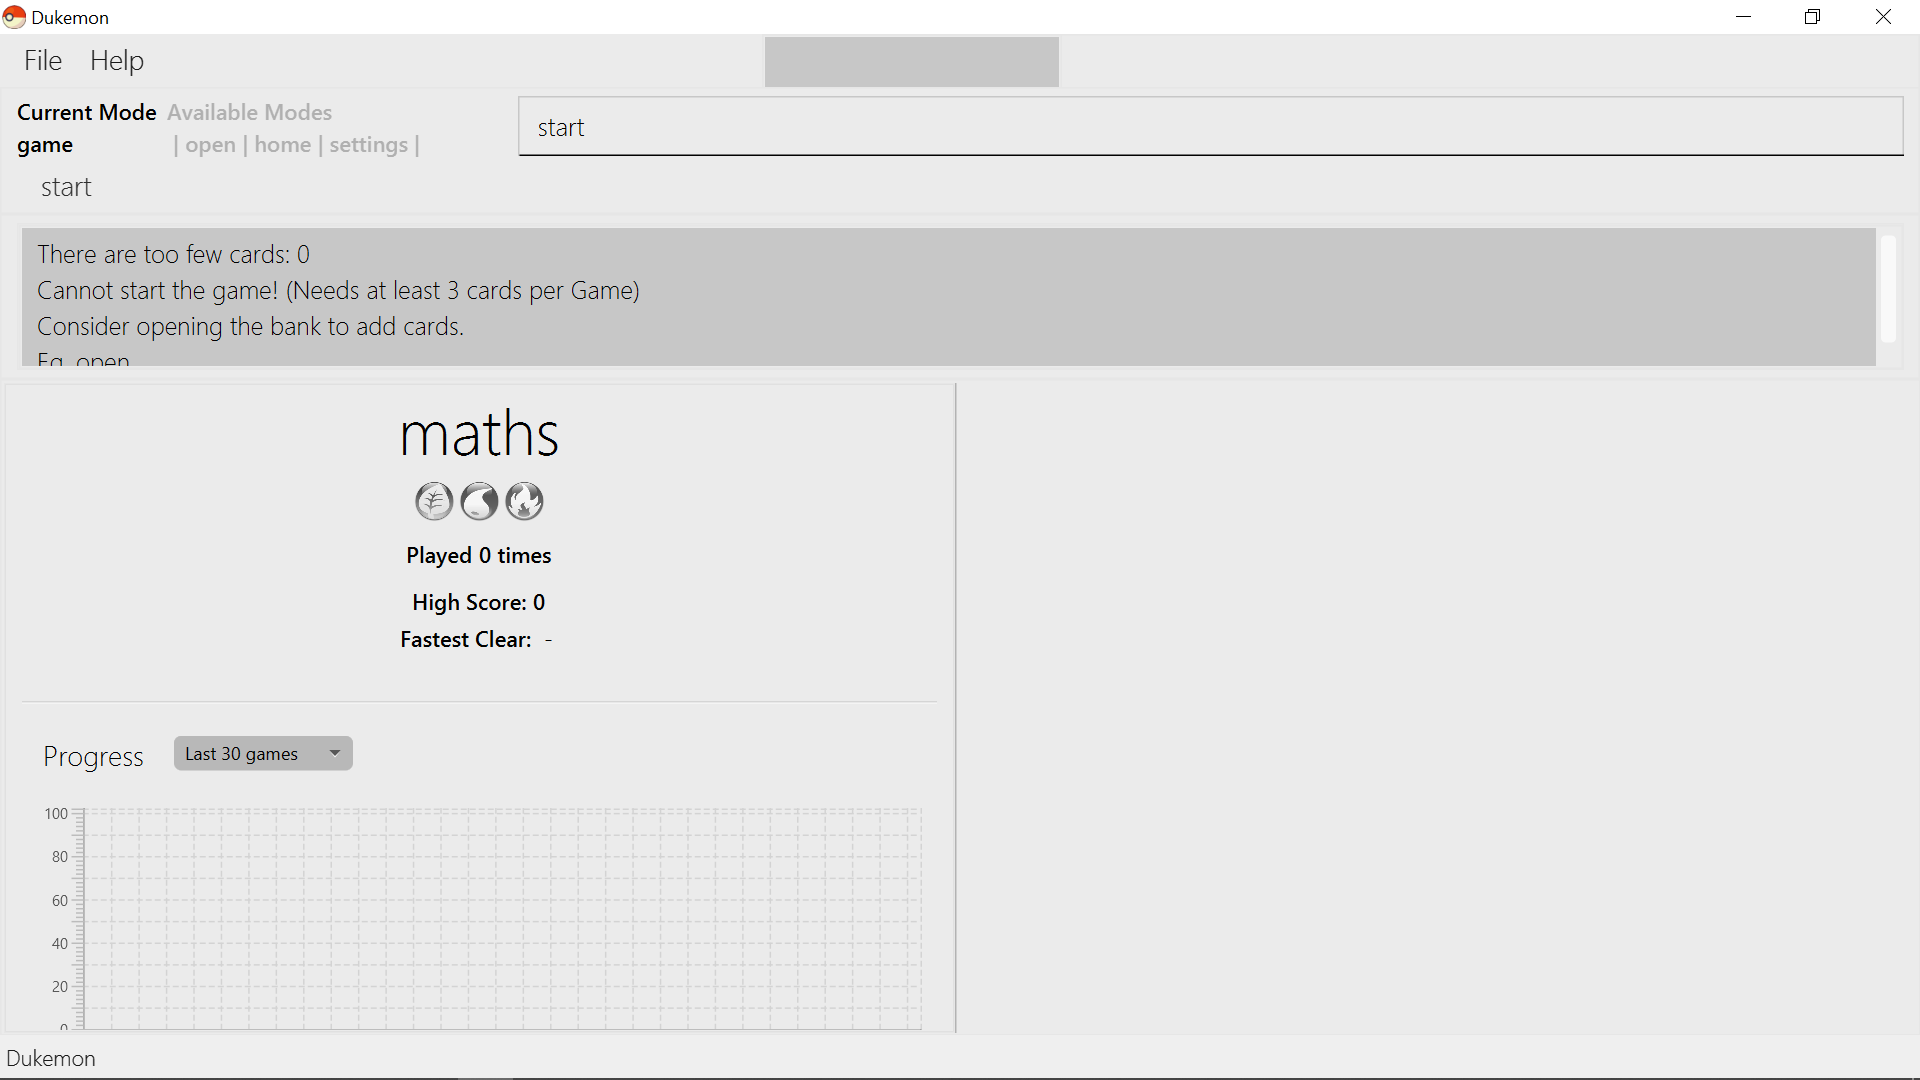 Dukemon
File Help
Current Mode Available Modes
game | open | home | settings |
start
start
There are too few cards: 0
Cannot start the game! (Needs at least 3 cards per Game)
Consider opening the bank to add cards.
Eg. open
maths
Played 0 times
High Score: 0
Fastest Clear: -
Progress Last 30 games
100
80
60
40
20
0
Dukemon